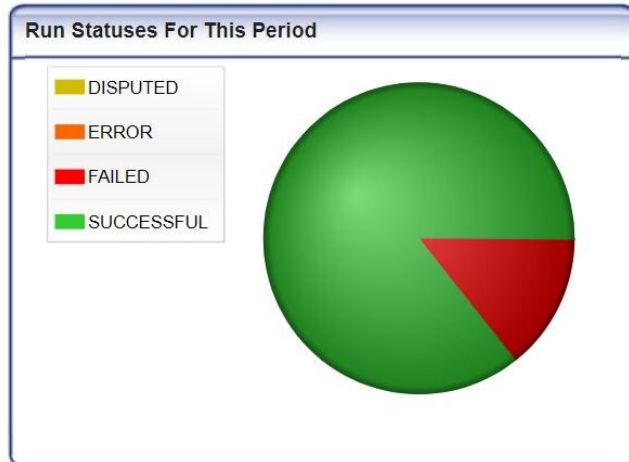 Run Statuses For This Period
DISPUTED
ERROR
FAILED
SUCCESSFUL